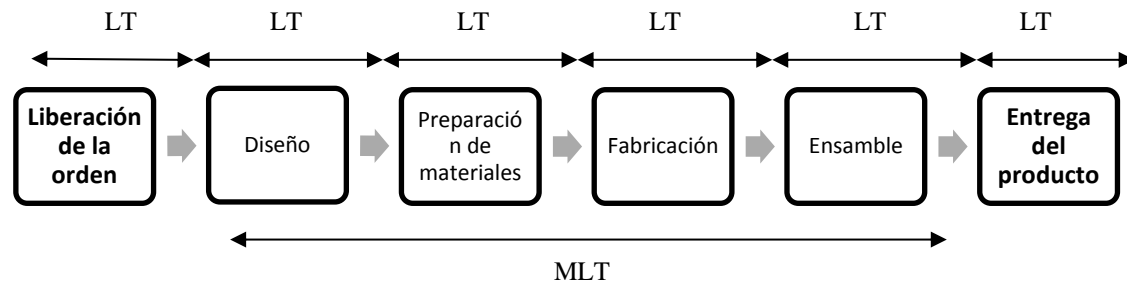 LT LT LT LT LT LT
Liberación
de la
orden
Diseño
Preparació
n de
materiales
Fabricación
Ensamble
Entrega
del
producto
MLT